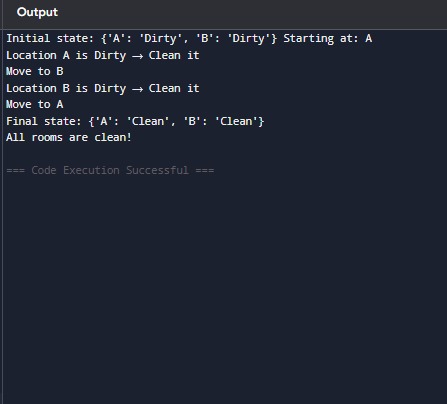 Output
Initial state: {'A': 'Dirty', 'B': 'Dirty'} Starting at: A
Location A is Dirty → Clean it
Move to B
Location B is Dirty → Clean it
Move to A
Final state: {'A': 'Clean', 'B': 'Clean'}
All rooms are clean!
=== Code Execution Successful ===